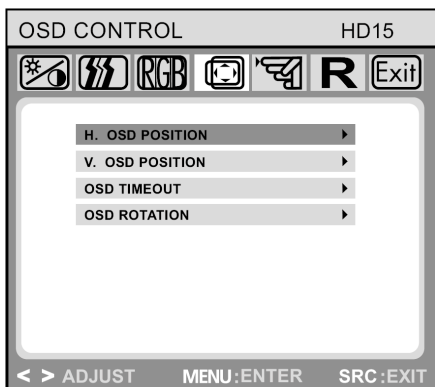 OSD CONTROL HD15
RGB R Exit
H. OSD POSITION
V. OSD POSITION
OSD TIMEOUT
OSD ROTATION
< > ADJUST MENU:ENTER SRC:EXIT